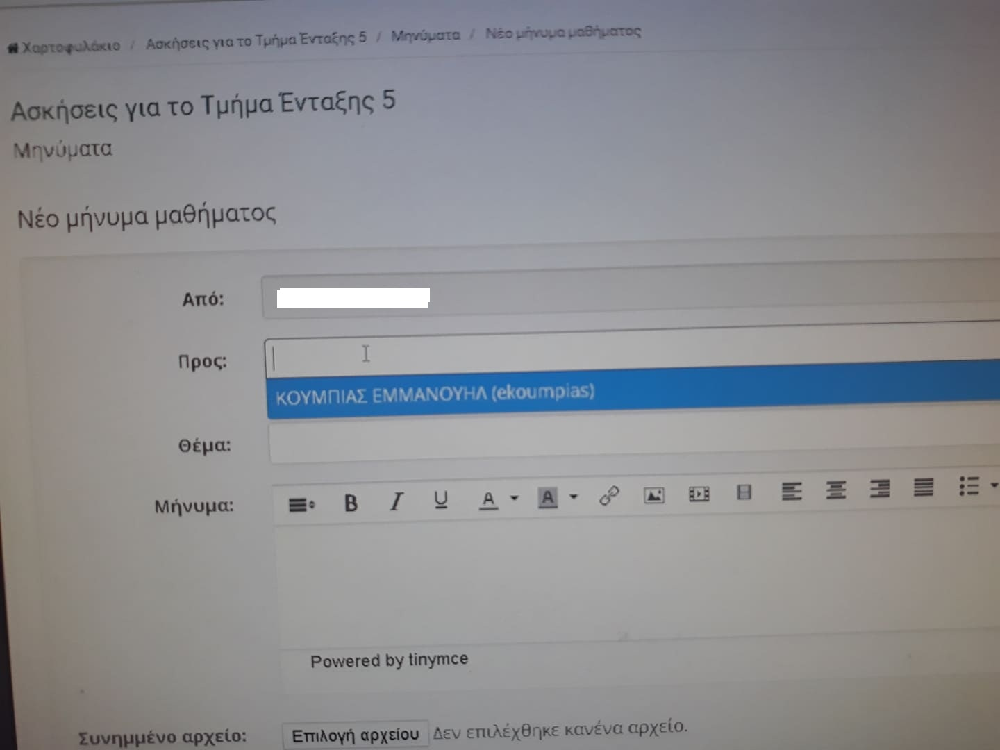 Χαρτοφυλάκιο / Ασκήσεις για το Τμήμα Ένταξης 5 / Μηνύματα / Νέο μήνυμα μαθήματος
Ασκήσεις για το Τμήμα Ένταξης 5
Μηνύματα
Νέο μήνυμα μαθήματος
Από:
Προς:
ΚΟΥΜΠΙΑΣ ΕΜΜΑΝΟΥΗΛ (ekoumpias)
Θέμα:
Μήνυμα:
B I U A A
Powered by tinymce
Συνημμένο αρχείο: Επιλογή αρχείου Δεν επιλέχθηκε κανένα αρχείο.